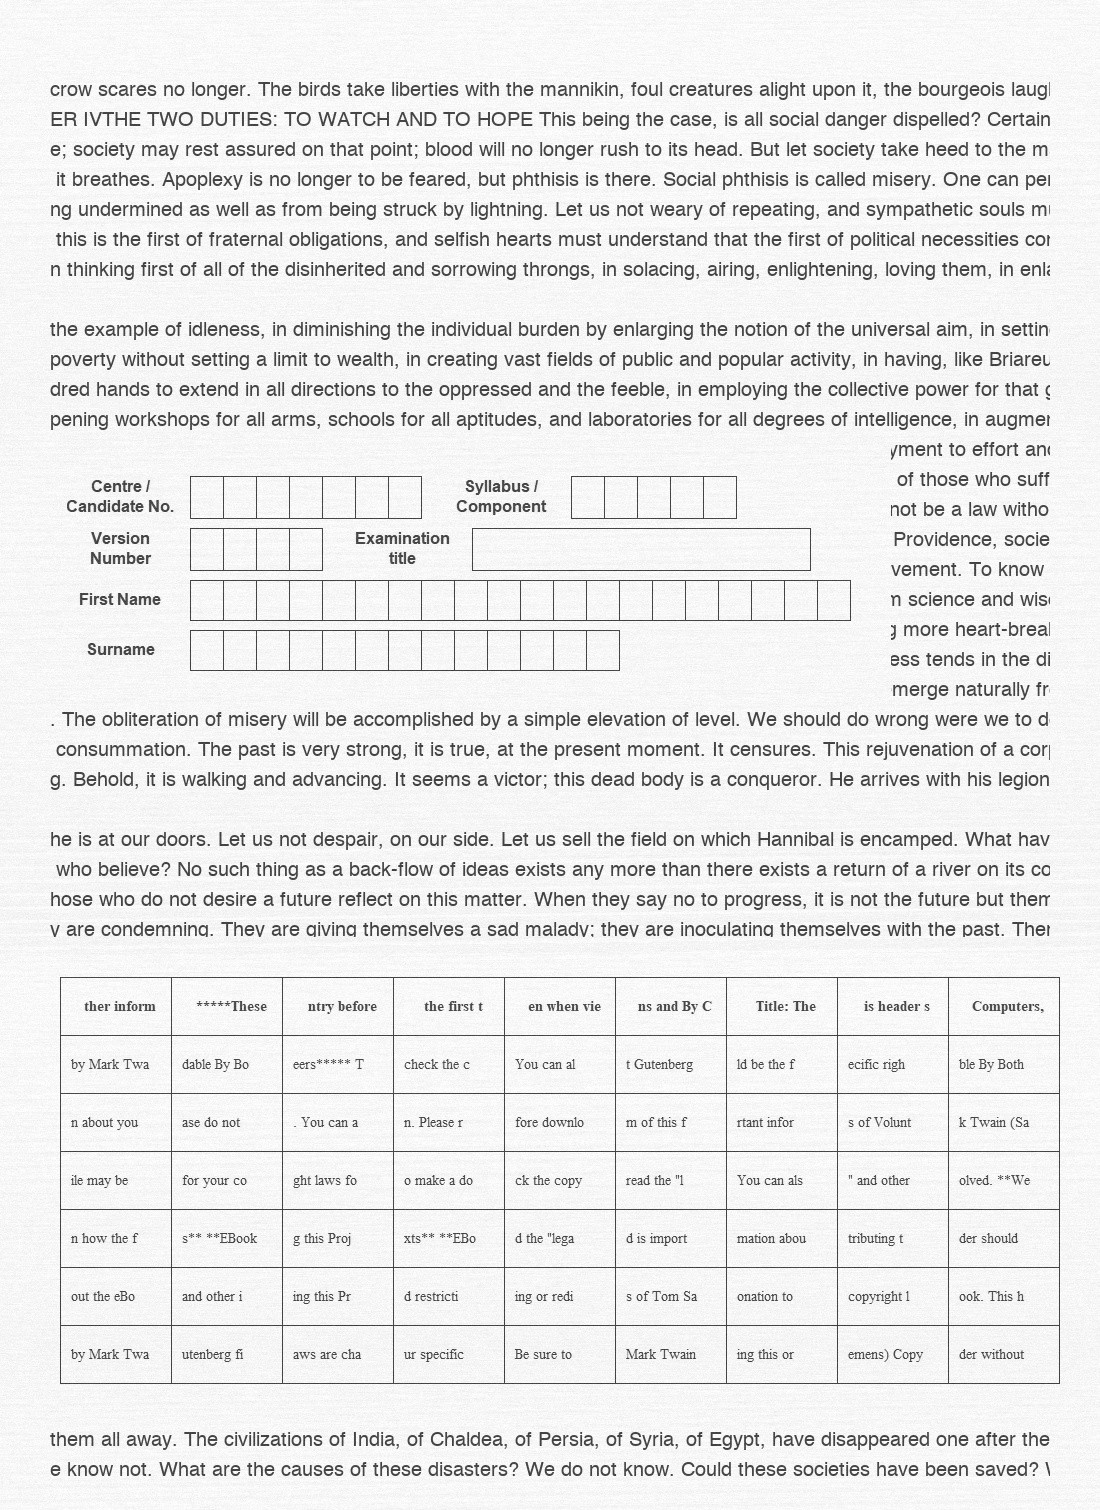 crow scares no longer. The birds take liberties with the mannikin, foul creatures alight upon it, the bourgeois
ER IVTHE TWO DUTIES: TO WATCH AND TO HOPE This being the case, is all social danger dispelled? Certain
e; society may rest assured on that point; blood will no longer rush to its head. But let society take heed to the m
it breathes. Apoplexy is no longer to be feared, but phthisis is there. Social phthisis is called misery. One can
ng undermined as well as from being struck by lightning. Let us not weary of repeating, and sympathetic souls
this is the first of fraternal obligations, and selfish hearts must understand that the first of political necessities
n thinking first of all of the disinherited and sorrowing throngs, in solacing, airing, enlightening, loving them, in
the example of idleness, in diminishing the individual burden by enlarging the notion of the universal aim, in
poverty without setting a limit to wealth, in creating vast fields of public and popular activity, in having, like
dred hands to extend in all directions to the oppressed and the feeble, in employing the collective power for that
pening workshops for all arms, schools for all aptitudes, and laboratories for all degrees of intelligence, in
yment to effort and
of those who suff
not be a law witho
Providence, socie
vement. To know
science and
more heart-brea
ess tends in the di
merge naturally
Centre / Candidate No.
Syllabus / Component
Version Number
Examination title
First Name
Surname
. The obliteration of misery will be accomplished by a simple elevation of level. We should do wrong were we to d
consummation. The past is very strong, it is true, at the present moment. It censures. This rejuvenation of a
g. Behold, it is walking and advancing. It seems a victor; this dead body is a conqueror. He arrives with his legion
he is at our doors. Let us not despair, on our side. Let us sell the field on which Hannibal is encamped. What hav
who believe? No such thing as a back-flow of ideas exists any more than there exists a return of a river on its co
hose who do not desire a future reflect on this matter. When they say no to progress, it is not the future but them
y are condemning. They are giving themselves a sad malady; they are inoculating themselves with the past. Ther
ther inform *****These ntry before the first t en when vie ns and By C Title: The is header s Computers,
by Mark Twa dable By Bo eers***** T check the c You can al t Gutenberg ld be the f ecific righ ble By Both
n about you ase do not . You can a n. Please r fore downlo m of this f rtant infor s of Volunt k Twain (Sa
ile may be for your co ght laws fo o make a do ck the copy read the "l You can als " and other olved. **We
n how the f s** **EBook g this Proj xts** **EBo d the "lega d is import mation abou tributing t der should
out the eBo and other i ing this Pr d restricti ing or redi s of Tom Sa onation to copyright l ook. This h
by Mark Twa utenberg fi aws are cha ur specific Be sure to Mark Twain ing this or emens) Copy der without
them all away. The civilizations of India, of Chaldea, of Persia, of Syria, of Egypt, have disappeared one after the
e know not. What are the causes of these disasters? We do not know. Could these societies have been saved?